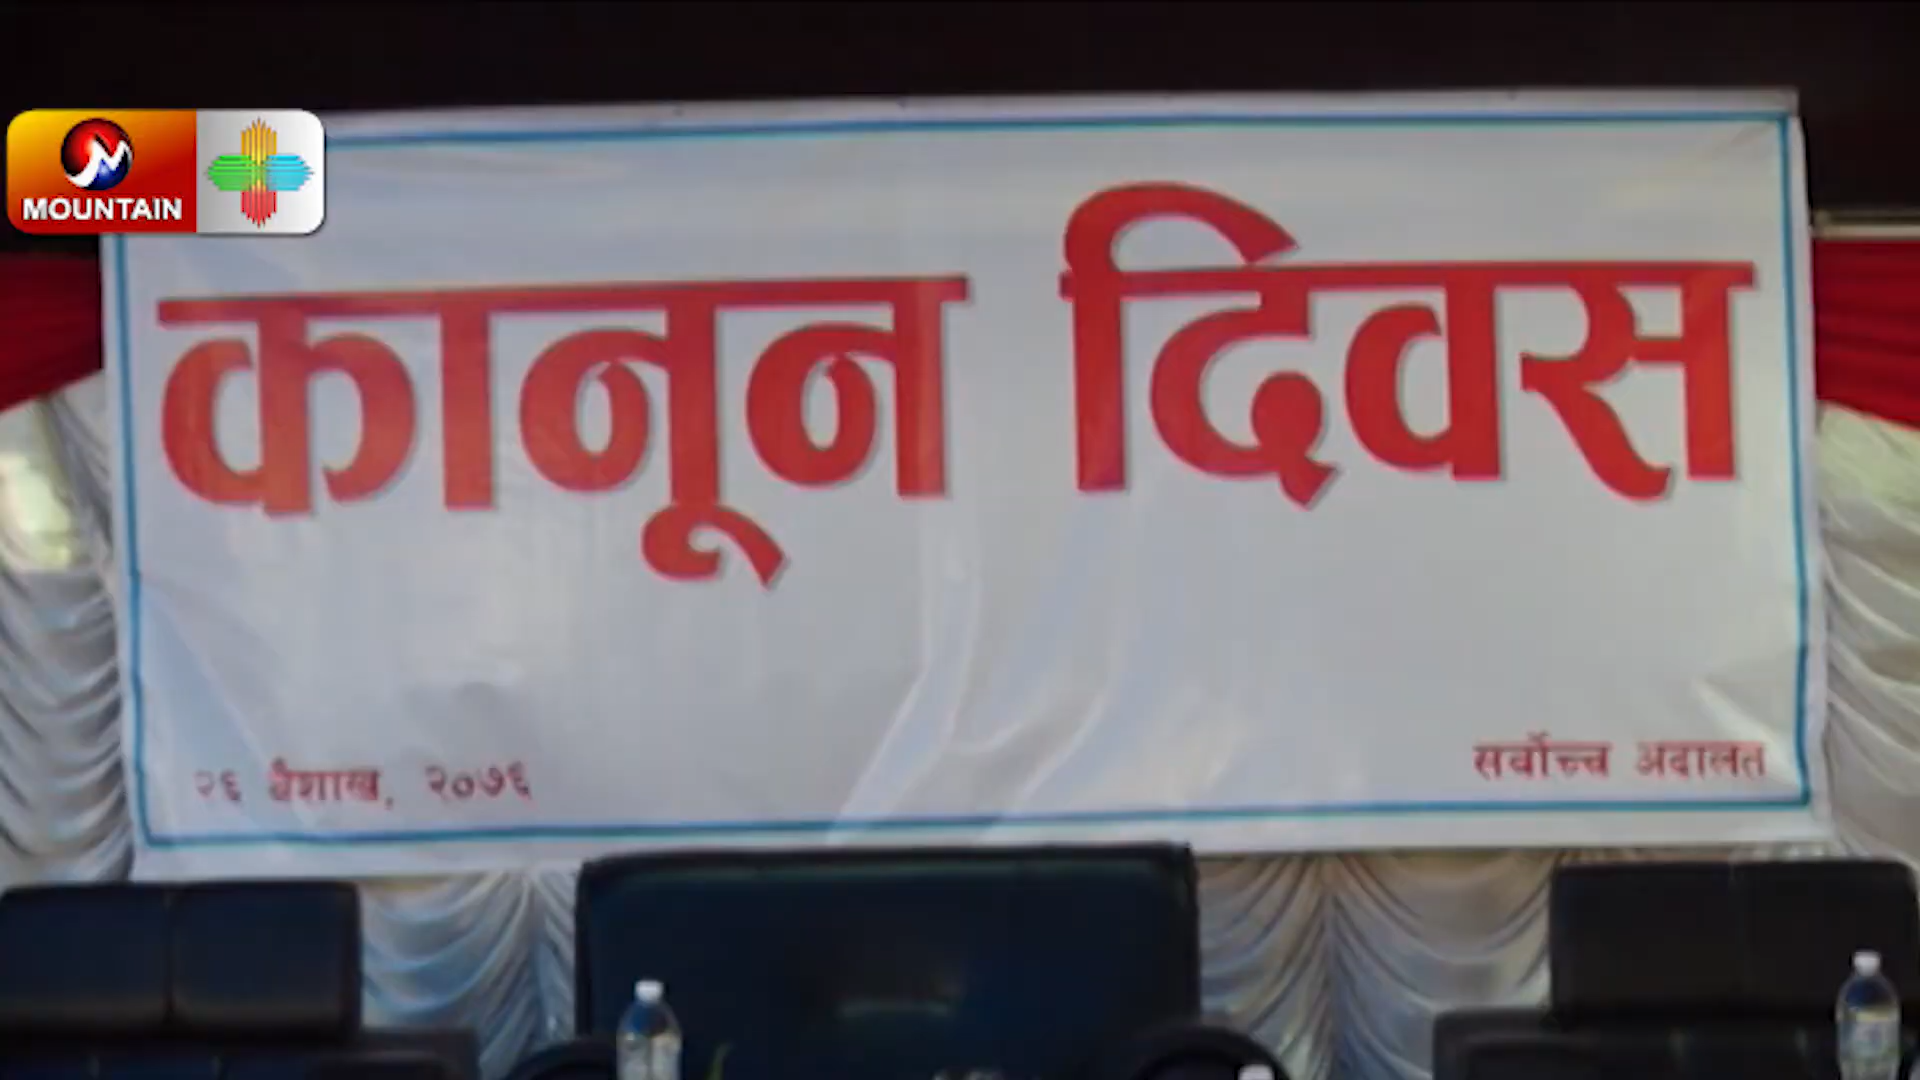 MOUNTAIN
कानून दिवस
२६ बैशाख, २०७६
सर्वोच्च अदालत